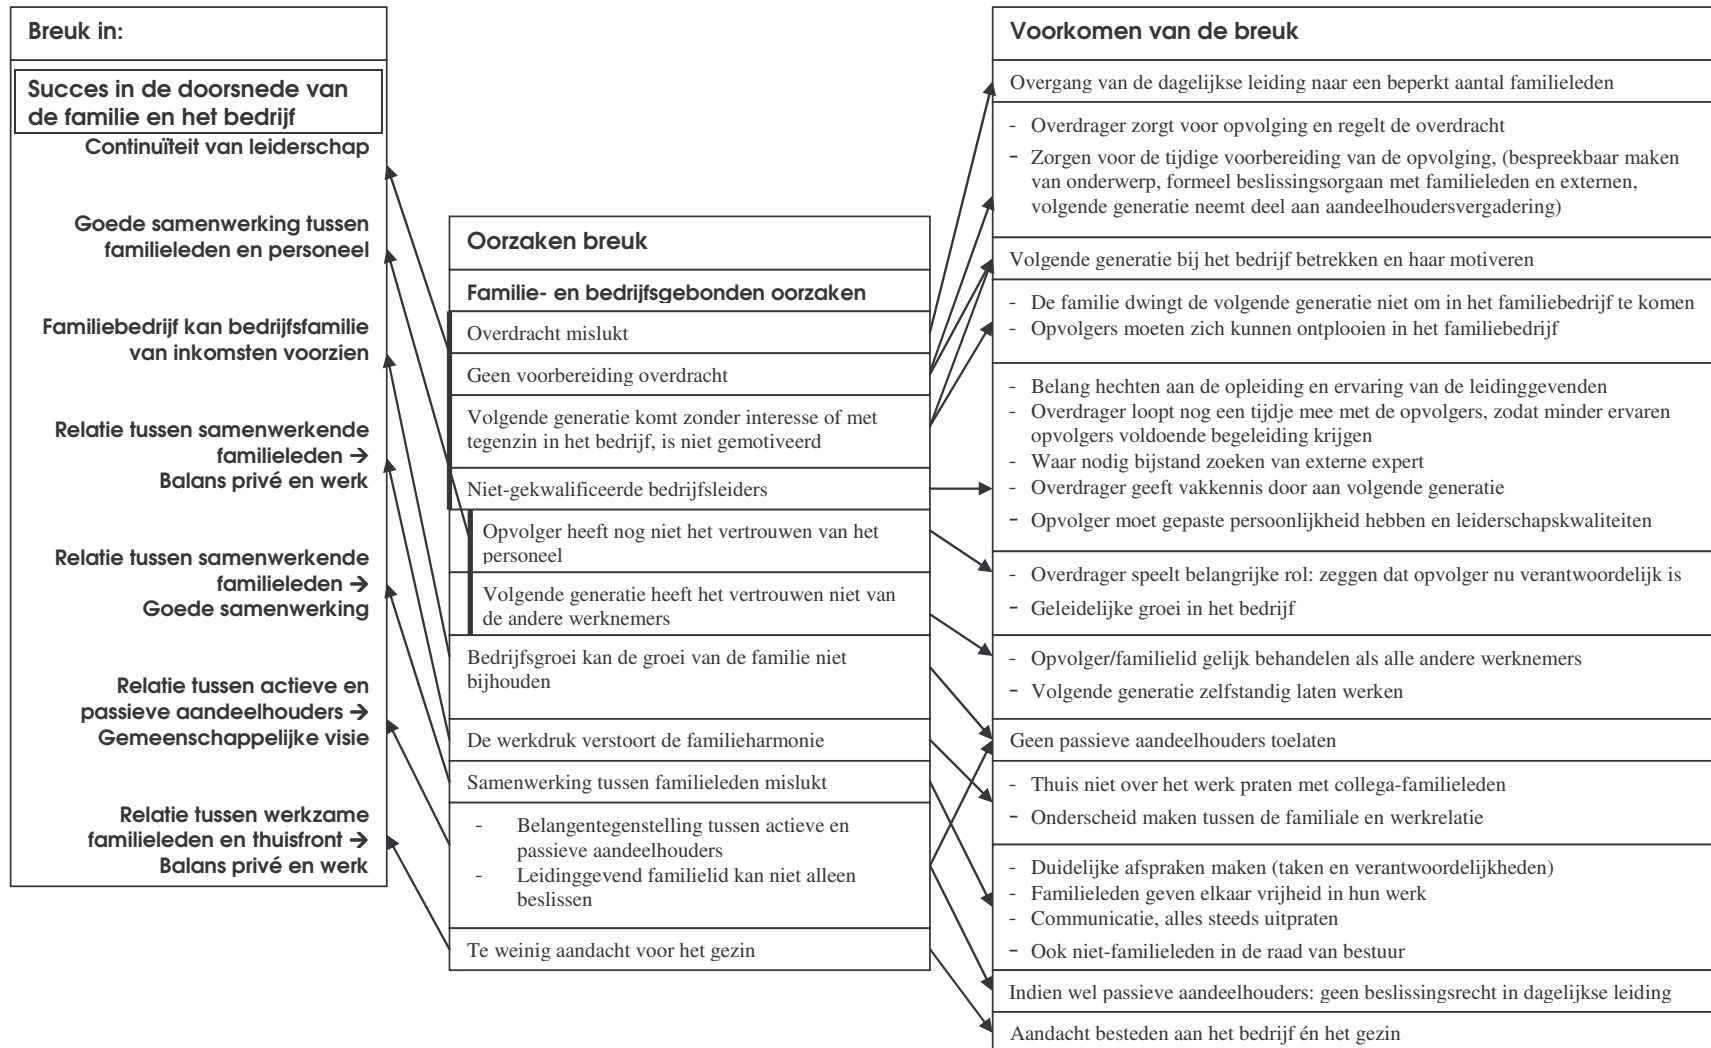 Breuk in:
Succes in de doorsnede van
de familie en het bedrijf
Continuïteit van leiderschap
Goede samenwerking tussen
familieleden en personeel
Familiebedrijf kan bedrijfsfamilie
van inkomsten voorzien
Relatie tussen samenwerkende
familieleden →
Balans privé en werk
Relatie tussen samenwerkende
familieleden →
Goede samenwerking
Relatie tussen actieve en
passieve aandeelhouders →
Gemeenschappelijke visie
Relatie tussen werkzame
familieleden en thuisfront →
Balans privé en werk
Oorzaken breuk
Familie- en bedrijfsgebonden oorzaken
Overdracht mislukt
Geen voorbereiding overdracht
Volgende generatie komt zonder interesse of met
tegenzin in het bedrijf, is niet gemotiveerd
Niet-gekwalificeerde bedrijfsleiders
Opvolger heeft nog niet het vertrouwen van het
personeel
Volgende generatie heeft het vertrouwen niet van
de andere werknemers
Bedrijfsgroei kan de groei van de familie niet
bijhouden
De werkdruk verstoort de familieharmonie
Samenwerking tussen familieleden mislukt
- Belangentegenstelling tussen actieve en
passieve aandeelhouders
- Leidinggevend familielid kan niet alleen
beslissen
Te weinig aandacht voor het gezin
Voorkomen van de breuk
Overgang van de dagelijkse leiding naar een beperkt aantal familieleden
- Overdrager zorgt voor opvolging en regelt de overdracht
- Zorgen voor de tijdige voorbereiding van de opvolging, (bespreekbaar maken
van onderwerp, formeel beslissingsorgaan met familieleden en externen,
volgende generatie neemt deel aan aandeelhoudersvergadering)
Volgende generatie bij het bedrijf betrekken en haar motiveren
- De familie dwingt de volgende generatie niet om in het familiebedrijf te komen
- Opvolgers moeten zich kunnen ontplooien in het familiebedrijf
- Belang hechten aan de opleiding en ervaring van de leidinggevenden
- Overdrager loopt nog een tijdje mee met de opvolgers, zodat minder ervaren
opvolgers voldoende begeleiding krijgen
- Waar nodig bijstand zoeken van externe expert
- Overdrager geeft vakkennis door aan volgende generatie
- Opvolger moet gepaste persoonlijkheid hebben en leiderschapskwaliteiten
- Overdrager speelt belangrijke rol: zeggen dat opvolger nu verantwoordelijk is
- Geleidelijke groei in het bedrijf
- Opvolger/familielid gelijk behandelen als alle andere werknemers
- Volgende generatie zelfstandig laten werken
Geen passieve aandeelhouders toelaten
- Thuis niet over het werk praten met collega-familieleden
- Onderscheid maken tussen de familiale en werkrelatie
- Duidelijke afspraken maken (taken en verantwoordelijkheden)
- Familieleden geven elkaar vrijheid in hun werk
- Communicatie, alles steeds uitpraten
- Ook niet-familieleden in de raad van bestuur
Indien wel passieve aandeelhouders: geen beslissingsrecht in dagelijkse leiding
Aandacht besteden aan het bedrijf én het gezin